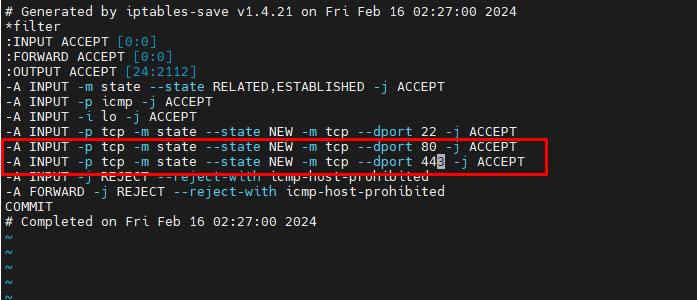 # Generated by iptables-save v1.4.21 on Fri Feb 16 02:27:00 2024
*filter
:INPUT ACCEPT [0:0]
:FORWARD ACCEPT [0:0]
:OUTPUT ACCEPT [24:2112]
-A INPUT -m state --state RELATED,ESTABLISHED -j ACCEPT
-A INPUT -p icmp -j ACCEPT
-A INPUT -i lo -j ACCEPT
-A INPUT -p tcp -m state --state NEW -m tcp --dport 22 -j ACCEPT
-A INPUT -p tcp -m state --state NEW -m tcp --dport 80 -j ACCEPT
-A INPUT -p tcp -m state --state NEW -m tcp --dport 443 -j ACCEPT
-A INPUT -j REJECT --reject-with icmp-host-prohibited
-A FORWARD -j REJECT --reject-with icmp-host-prohibited
COMMIT
# Completed on Fri Feb 16 02:27:00 2024
~
~
~
~
~